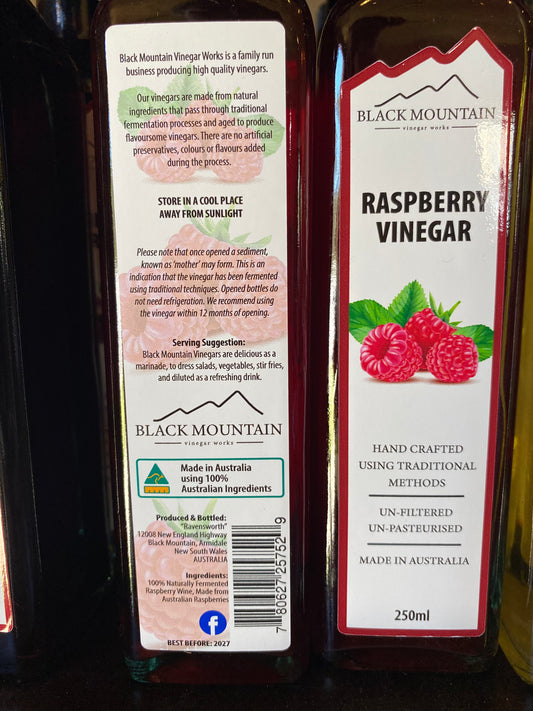 Black Mountain Vinegar Works is a family run
business producing high quality vinegars.
Our vinegars are made from natural
ingredients that pass through traditional
fermentation processes and aged to produce
flavoursome vinegars. There are no artificial
preservatives, colours or flavours added
during the process.
STORE IN A COOL PLACE
AWAY FROM SUNLIGHT
Please note that once opened a sediment,
known as 'mother' may form. This is an
indication that the vinegar has been fermented
using traditional techniques. Opened bottles do
not need refrigeration. We recommend using
the vinegar within 12 months of opening.
Serving Suggestion:
Black Mountain Vinegars are delicious as a
marinade, to dress salads, vegetables, stir fries,
and diluted as a refreshing drink.
BLACK MOUNTAIN
vinegar works
Made in Australia
using 100%
Australian Ingredients
Produced & Bottled:
"Ravensworth"
12008 New England Highway
Black Mountain, Armidale
New South Wales
AUSTRALIA
Ingredients:
100% Naturally Fermented
Raspberry Wine, Made from
Australian Raspberries
7 80627 25752 9
f
BEST BEFORE: 2027
BLACK MOUNTAIN
vinegar works
RASPBERRY
VINEGAR
HAND CRAFTED
USING TRADITIONAL
METHODS
UN-FILTERED
UN-PASTEURISED
MADE IN AUSTRALIA
250ml